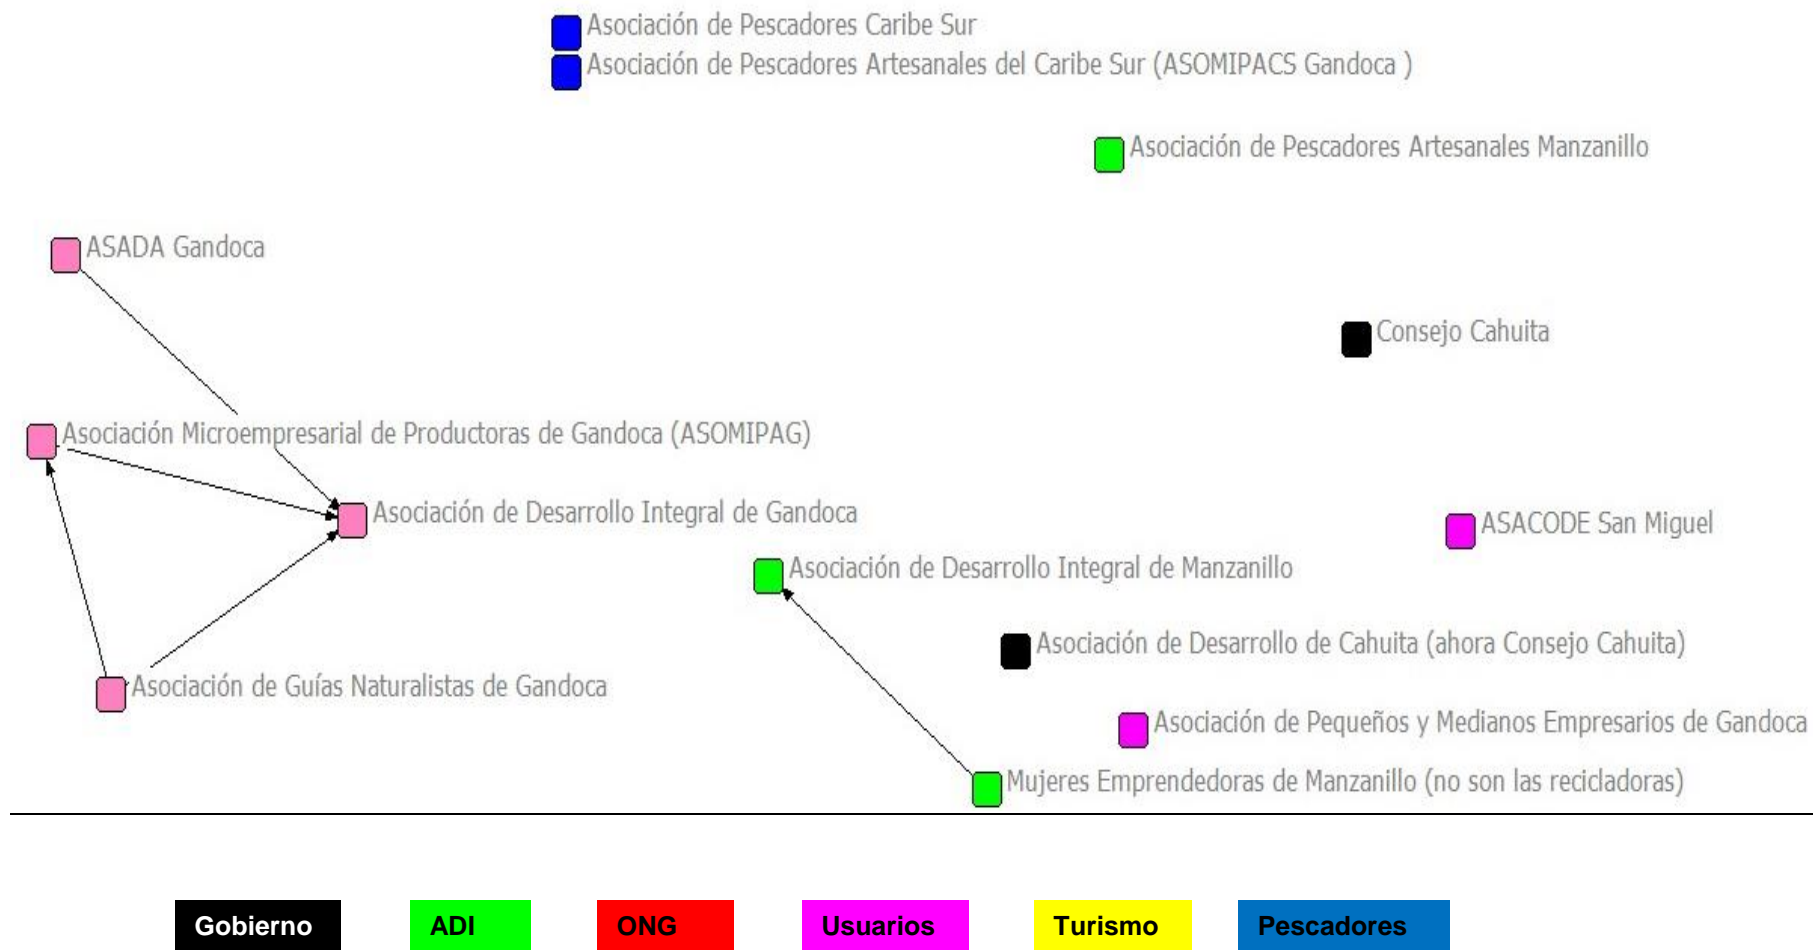 Asociación de Pescadores Caribe Sur
Asociación de Pescadores Artesanales del Caribe Sur (ASOMIPACS Gandoca )
Asociación de Pescadores Artesanales Manzanillo
ASADA Gandoca
Consejo Cahuita
Asociación Microempresarial de Productoras de Gandoca (ASOMIPAG)
Asociación de Desarrollo Integral de Gandoca
ASACODE San Miguel
Asociación de Desarrollo Integral de Manzanillo
Asociación de Desarrollo de Cahuita (ahora Consejo Cahuita)
Asociación de Guías Naturalistas de Gandoca
Asociación de Pequeños y Medianos Empresarios de Gandoca
Mujeres Emprendedoras de Manzanillo (no son las recicladoras)
Gobierno
ADI
ONG
Usuarios
Turismo
Pescadores